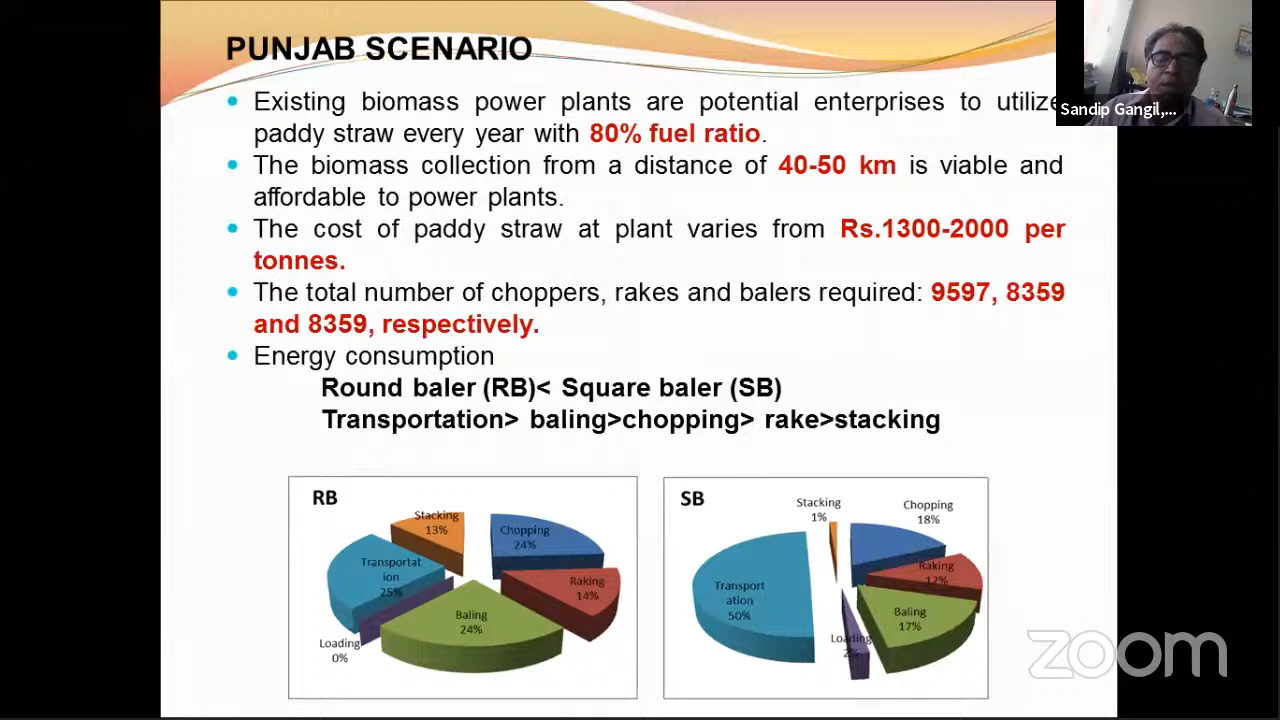 PUNJAB SCENARIO
Sandip Gangil,...
• Existing biomass power plants are potential enterprises to utilize
paddy straw every year with 80% fuel ratio.
• The biomass collection from a distance of 40-50 km is viable and
affordable to power plants.
• The cost of paddy straw at plant varies from Rs.1300-2000 per
tonnes.
• The total number of choppers, rakes and balers required: 9597, 8359
and 8359, respectively.
• Energy consumption
Round baler (RB)< Square baler (SB)
Transportation> baling>chopping> rake>stacking
RB
Stacking
13%
Chopping
24%
Transportat
ion
25%
Raking
14%
Baling
24%
Loading
0%
SB
Stacking
1%
Chopping
18%
Raking
12%
Transport
ation
50%
Baling
17%
Loading
2%
zoom